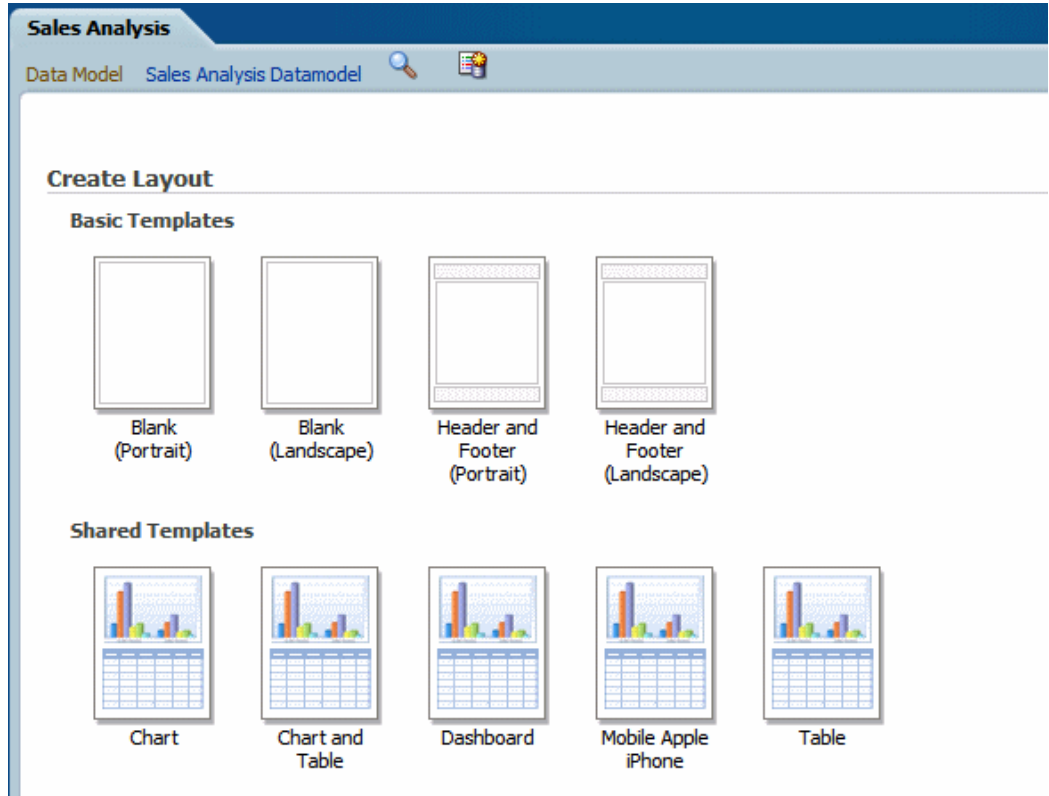 Sales Analysis
Data Model Sales Analysis Datamodel
Create Layout
Basic Templates
Blank
(Portrait)
Blank
(Landscape)
Header and
Footer
(Portrait)
Header and
Footer
(Landscape)
Shared Templates
Chart
Chart and
Table
Dashboard
Mobile Apple
iPhone
Table